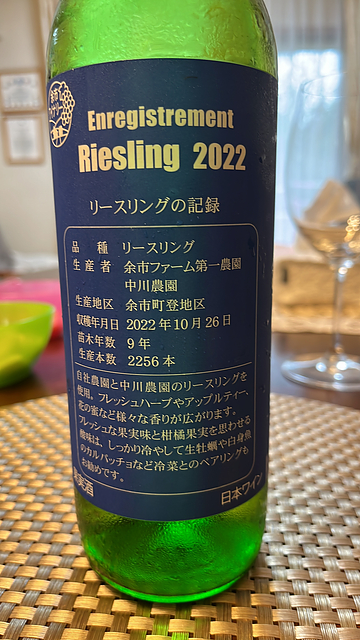 Enregistrement
Riesling 2022
リースリングの記録
品種 リースリング
生産者 余市ファーム第一農園
中川農園
生産地区 余市町登地区
収穫年月日 2022年10月26日
苗木年数 9年
生産本数 2256本
自社農園と中川農園のリースリングを
使用。フレッシュハーブやアップルティー、
花の蜜など様々な香りが広がります。
フレッシュな果実味と柑橘果実を思わせる
酸味は、しっかり冷やして生牡蠣や白身魚
のカルパッチョなど冷菜とのペアリングも
お勧めです。
実酒
日本ワイン